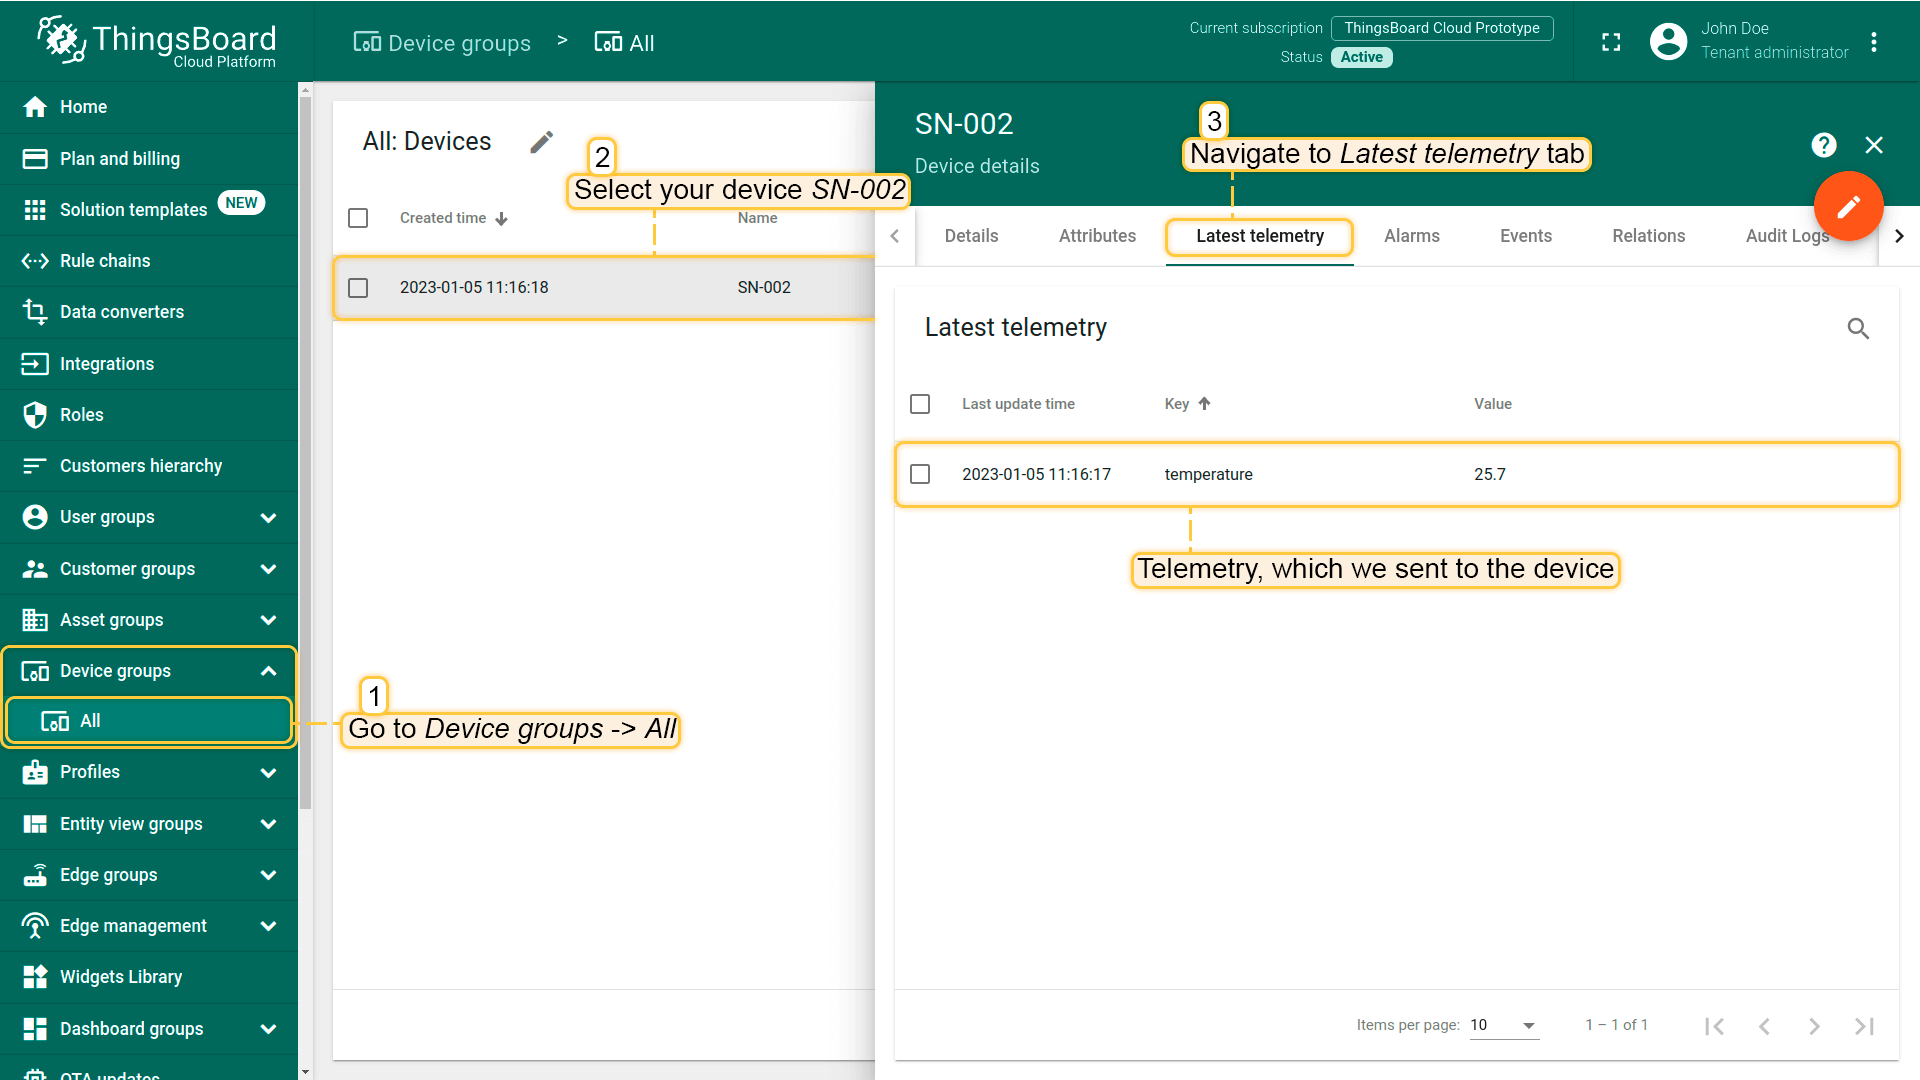 ThingsBoard
Cloud Platform
Device groups > All
Current subscription ThingsBoard Cloud Prototype
Status Active
John Doe
Tenant administrator
Home
Plan and billing
Solution templates NEW
Rule chains
Data converters
Integrations
Roles
Customers hierarchy
User groups
Customer groups
Asset groups
Device groups
All
Profiles
Entity view groups
Edge groups
Edge management
Widgets Library
Dashboard groups
OTA updates
1
Go to Device groups -> All
All: Devices
2
Select your device SN-002
Created time Name
2023-01-05 11:16:18 SN-002
SN-002
Device details
3
Navigate to Latest telemetry tab
Details Attributes Latest telemetry Alarms Events Relations Audit Logs
Latest telemetry
Last update time Key Value
2023-01-05 11:16:17 temperature 25.7
Telemetry, which we sent to the device
Items per page: 10 1 – 1 of 1